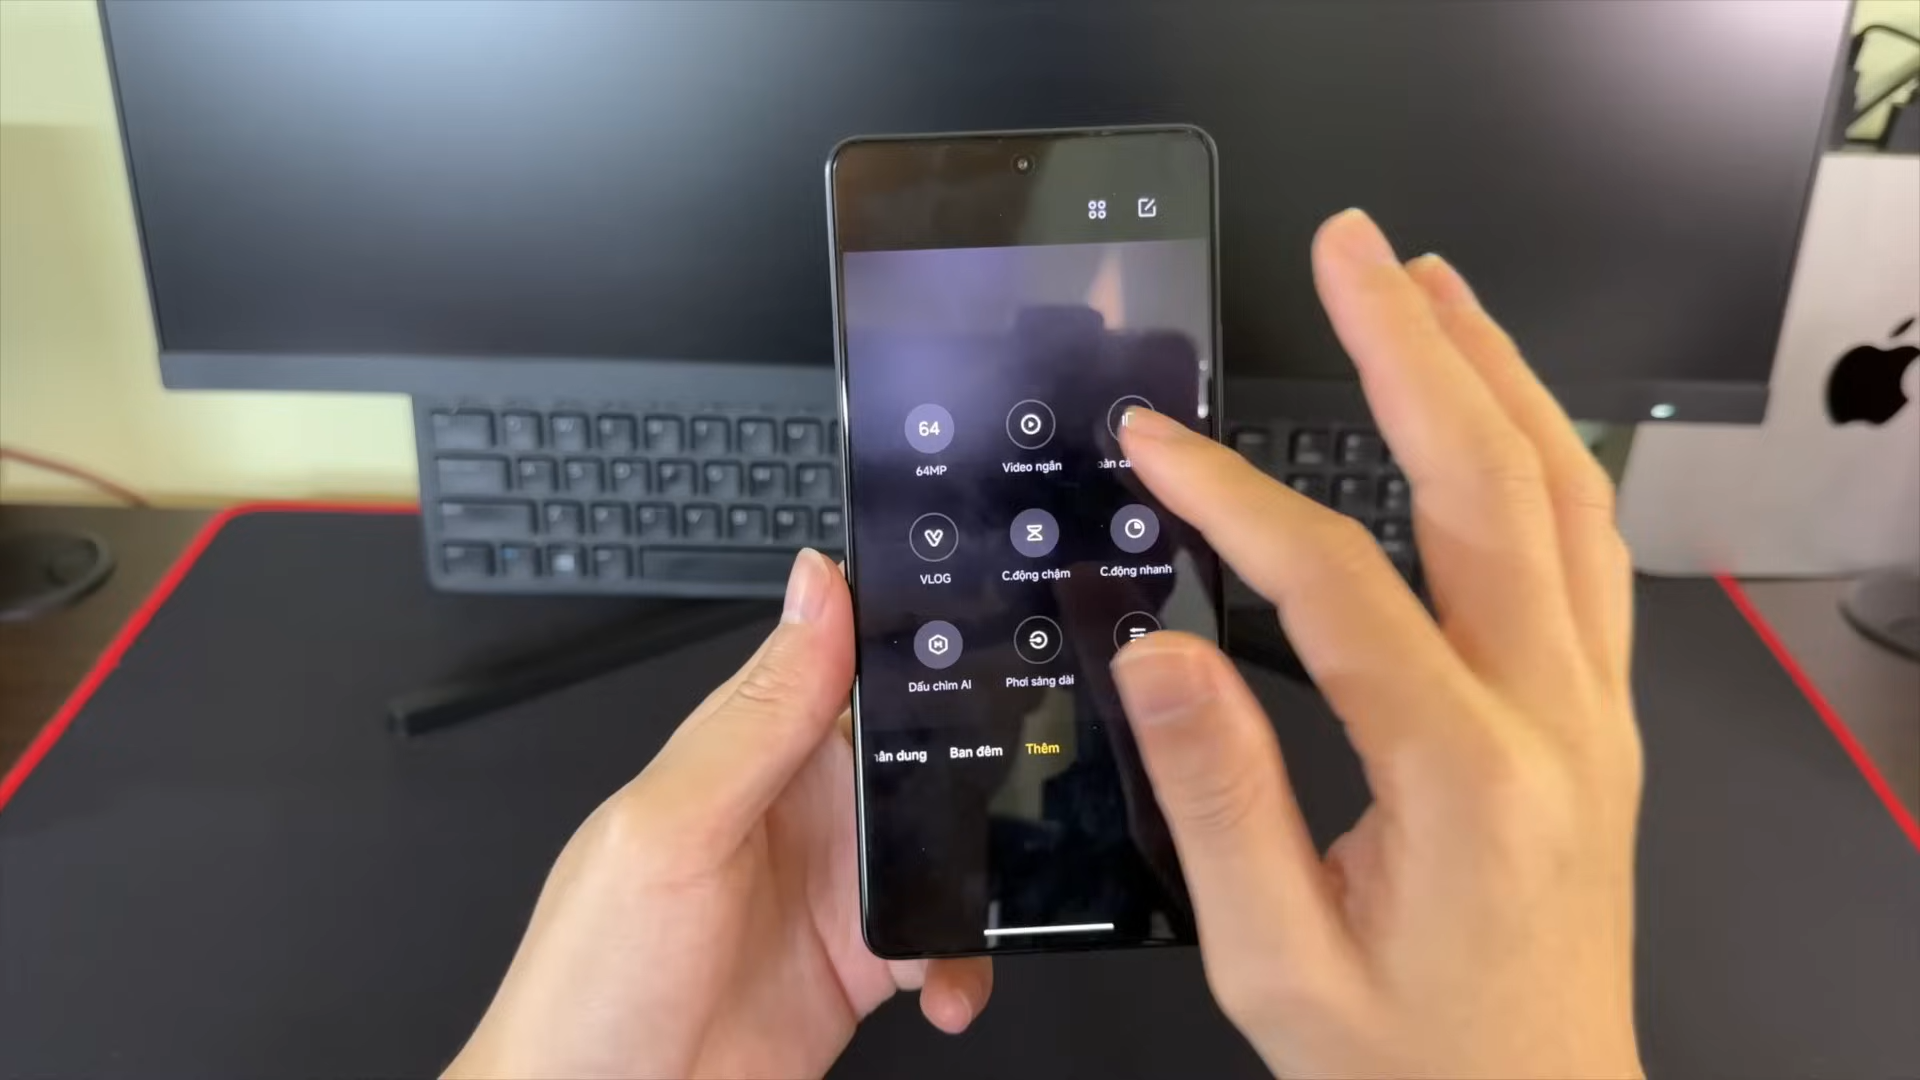 64
64MP
Video ngắn
VLOG
C.động chậm
C.động nhanh
Dấu chìm AI
Phơi sáng dài
Ban đêm
Thêm